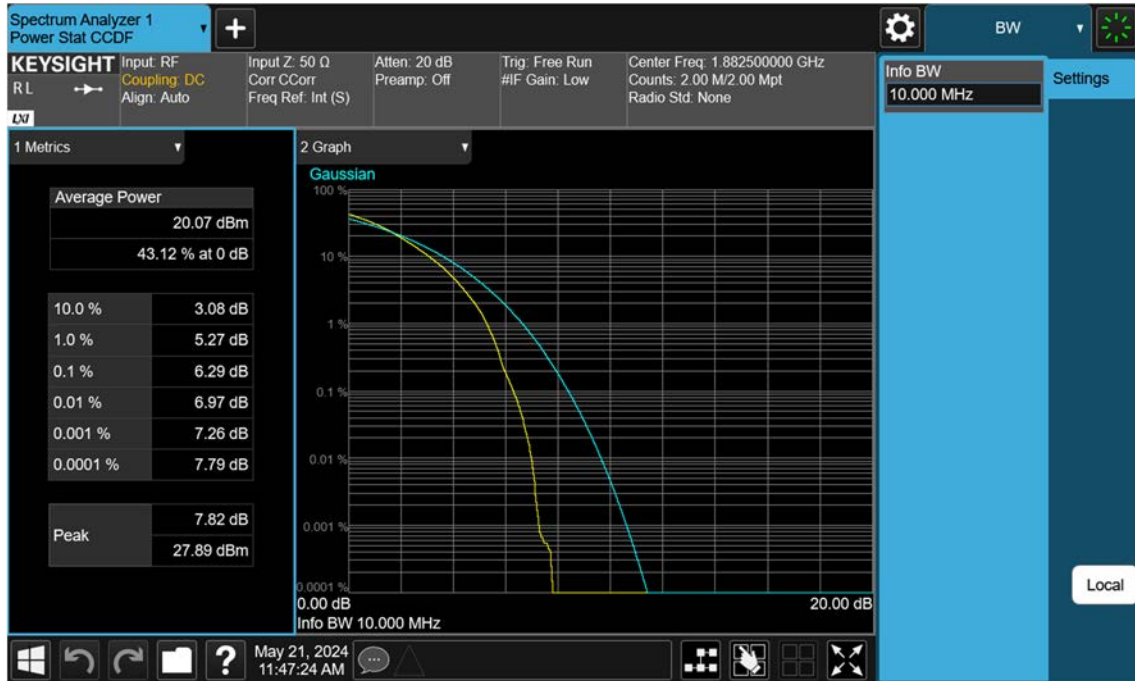 Spectrum Analyzer 1
Power Stat CCDF
BW
KEYSIGHT
RL
LXI
Input: RF
Coupling: DC
Align: Auto
Input Z: 50 Ω
Corr CCorr
Freq Ref: Int (S)
Atten: 20 dB
Preamp: Off
Trig: Free Run
#IF Gain: Low
Center Freq: 1.882500000 GHz
Counts: 2.00 M/2.00 Mpt
Radio Std: None
Info BW
10.000 MHz
Settings
1 Metrics
Average Power
20.07 dBm
43.12 % at 0 dB
10.0 % 3.08 dB
1.0 % 5.27 dB
0.1 % 6.29 dB
0.01 % 6.97 dB
0.001 % 7.26 dB
0.0001 % 7.79 dB
Peak
7.82 dB
27.89 dBm
2 Graph
Gaussian
100 %
10 %
1 %
0.1 %
0.01 %
0.001 %
0.0001 %
0.00 dB 20.00 dB
Info BW 10.000 MHz
Local
?
May 21, 2024
11:47:24 AM